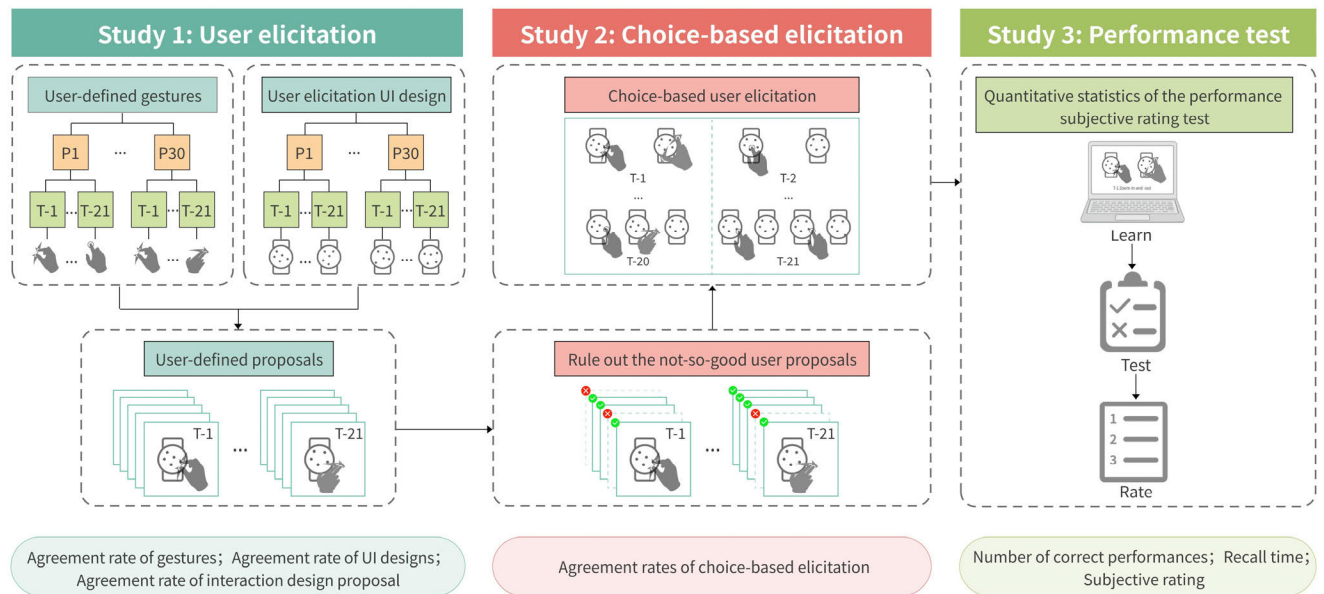 Study 1: User elicitation
User-defined gestures
User elicitation UI design
P1
...
P30
P1
...
P30
T-1
...
T-21
T-1
...
T-21
T-1
...
T-21
T-1
...
T-21
...
...
...
...
User-defined proposals
T-1
...
T-21
Agreement rate of gestures; Agreement rate of UI designs;
Agreement rate of interaction design proposal
Study 2: Choice-based elicitation
Choice-based user elicitation
T-1
T-2
...
...
T-20
T-21
Rule out the not-so-good user proposals
T-1
...
T-21
Agreement rates of choice-based elicitation
Study 3: Performance test
Quantitative statistics of the performance
subjective rating test
Learn
Test
1
2
3
Rate
Number of correct performances; Recall time;
Subjective rating